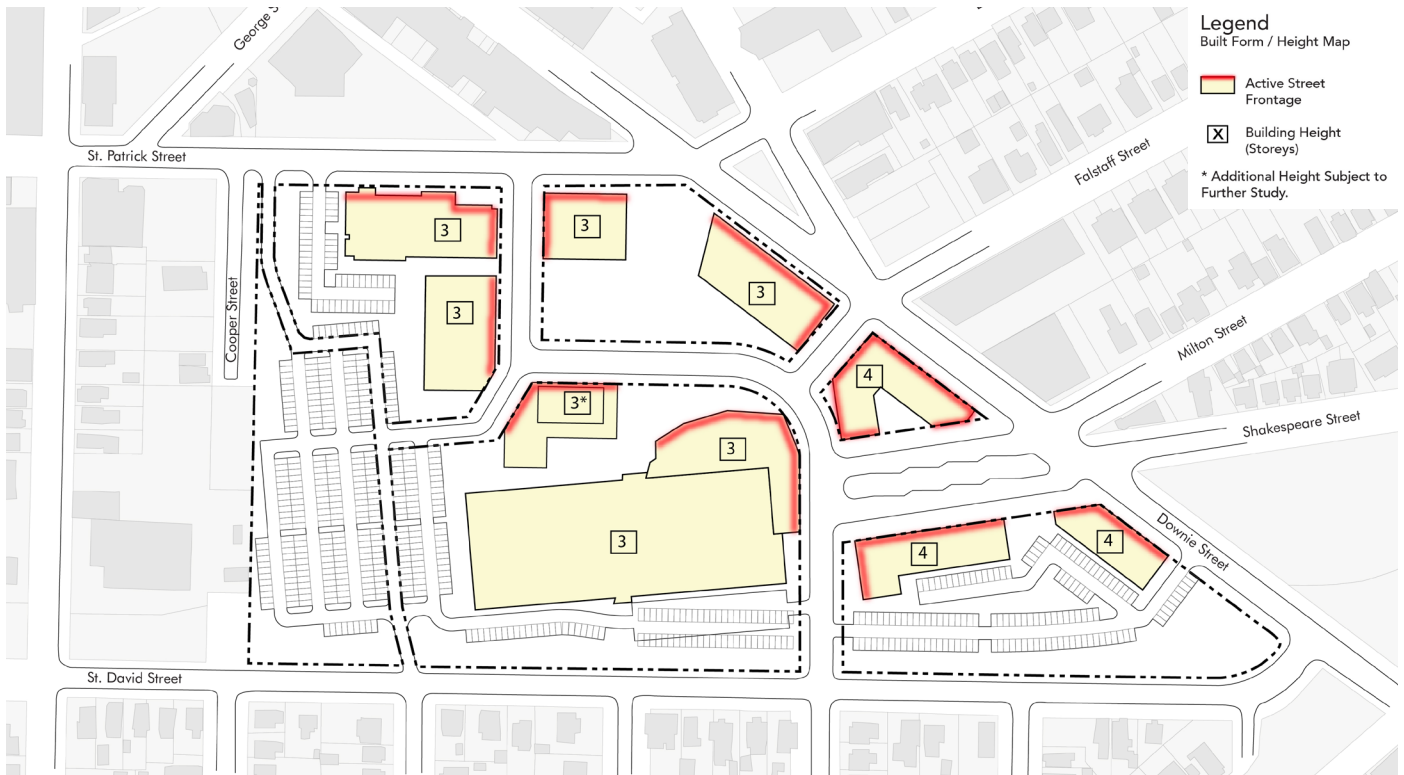 George S
Legend
Built Form / Height Map
Active Street
Frontage
X
Building Height
(Storeys)
* Additional Height Subject to
Further Study.
St. Patrick Street
Falstaff Street
3
3
3
3
Cooper Street
Milton Street
4
3*
Shakespeare Street
3
3
4
4
Downie Street
St. David Street